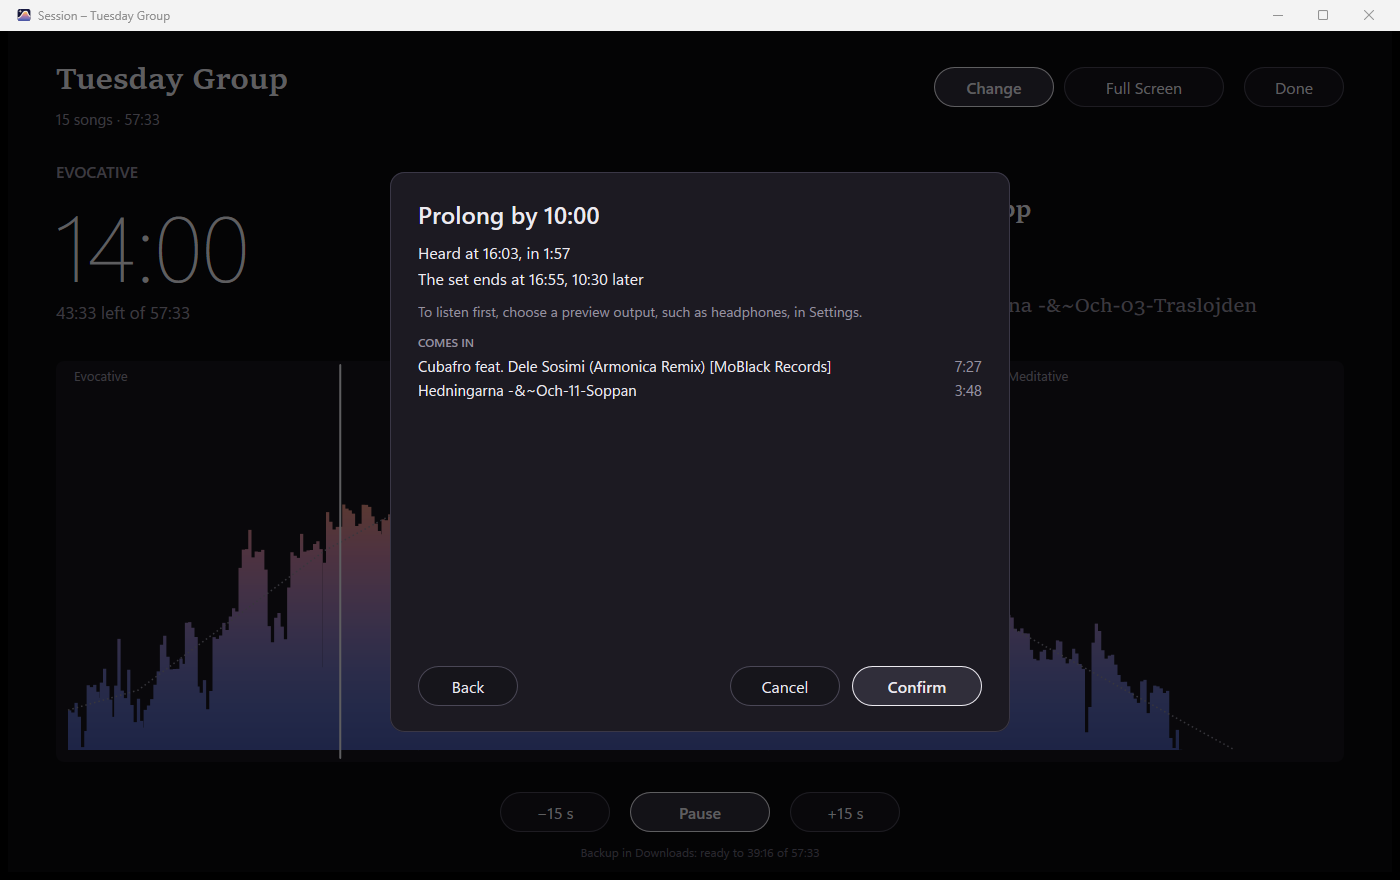 Session – Tuesday Group
Tuesday Group
15 songs · 57:33
Change
Full Screen
Done
EVOCATIVE
14:00
43:33 left of 57:33
Prolong by 10:00
Heard at 16:03, in 1:57
The set ends at 16:55, 10:30 later
To listen first, choose a preview output, such as headphones, in Settings.
COMES IN
Cubafro feat. Dele Sosimi (Armonica Remix) [MoBlack Records] 7:27
Hedningarna -&~Och-11-Soppan 3:48
Back
Cancel
Confirm
na -&~Och-03-Traslojden
Evocative
Meditative
–15 s
Pause
+15 s
Backup in Downloads: ready to 39:16 of 57:33